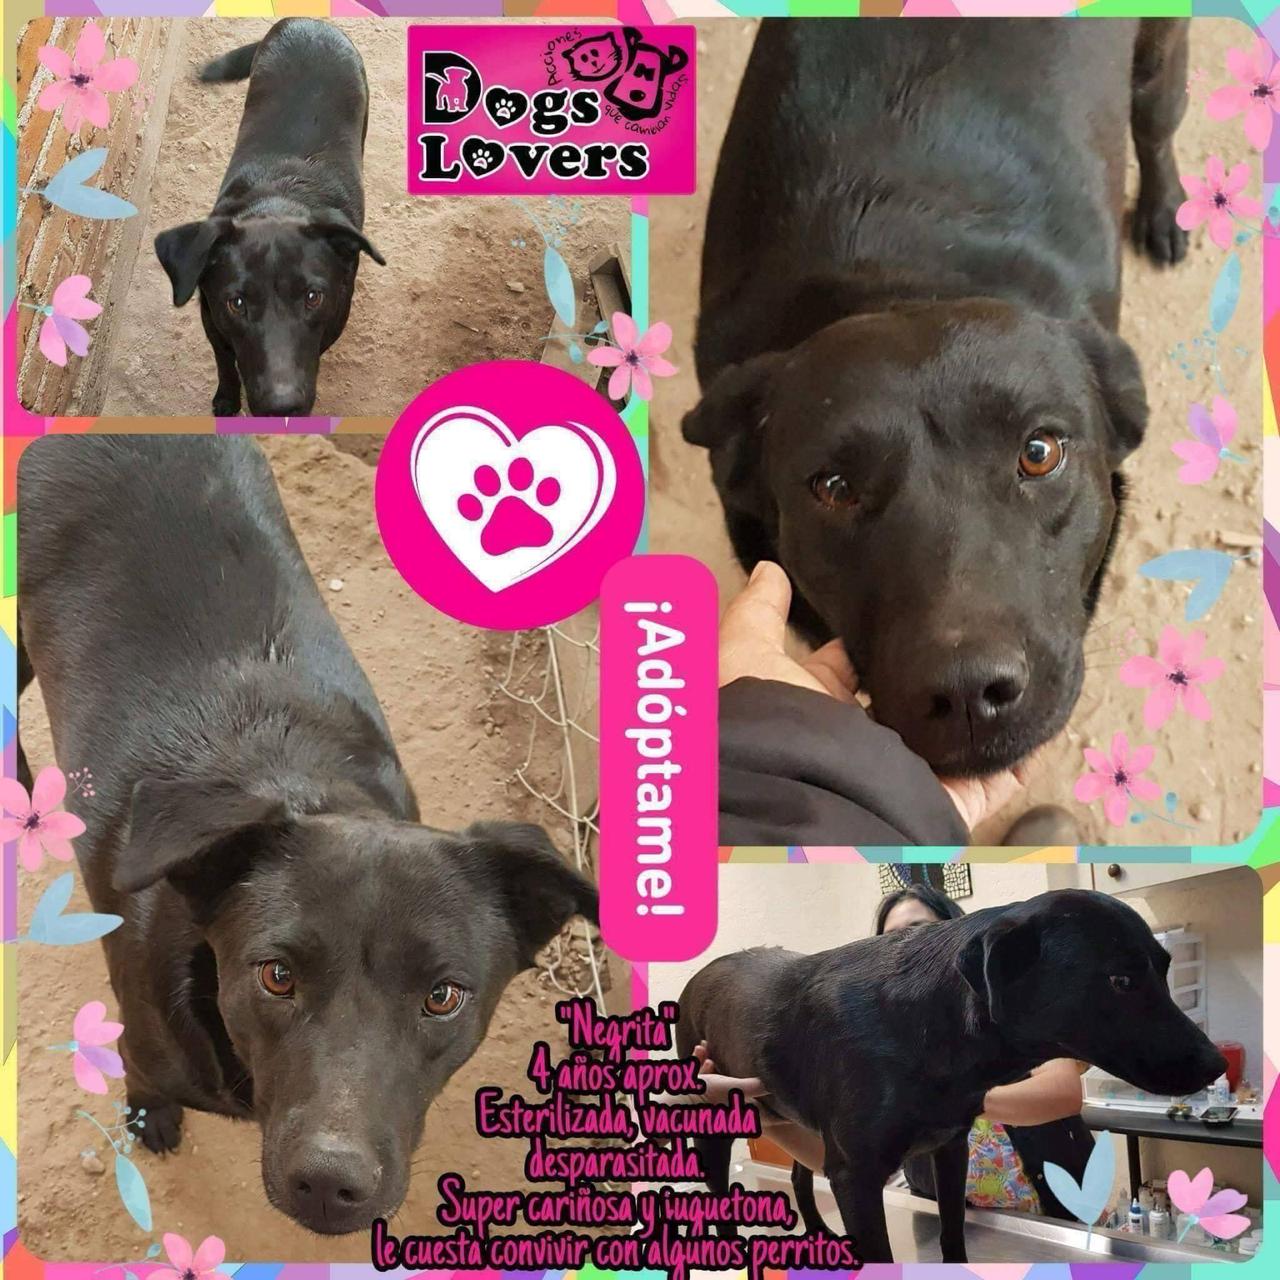 Dogs
Lovers
Acciones
que cambian vidas
¡Adóptame!
"Negrita"
4 años aprox.
Esterilizada, vacunada
desparasitada.
Super cariñosa y juguetona,
le cuesta convivir con algunos perritos.